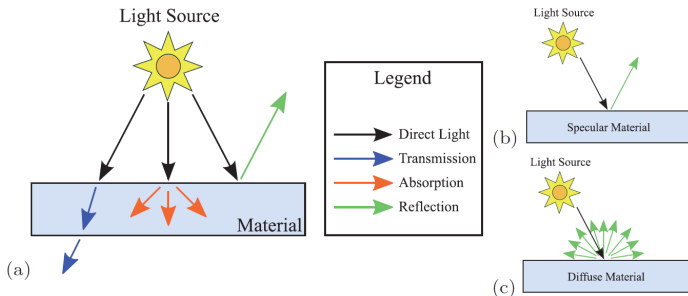 Light Source
Material
(a)
Legend
Direct Light
Transmission
Absorption
Reflection
Light Source
Specular Material
(b)
Light Source
Diffuse Material
(c)